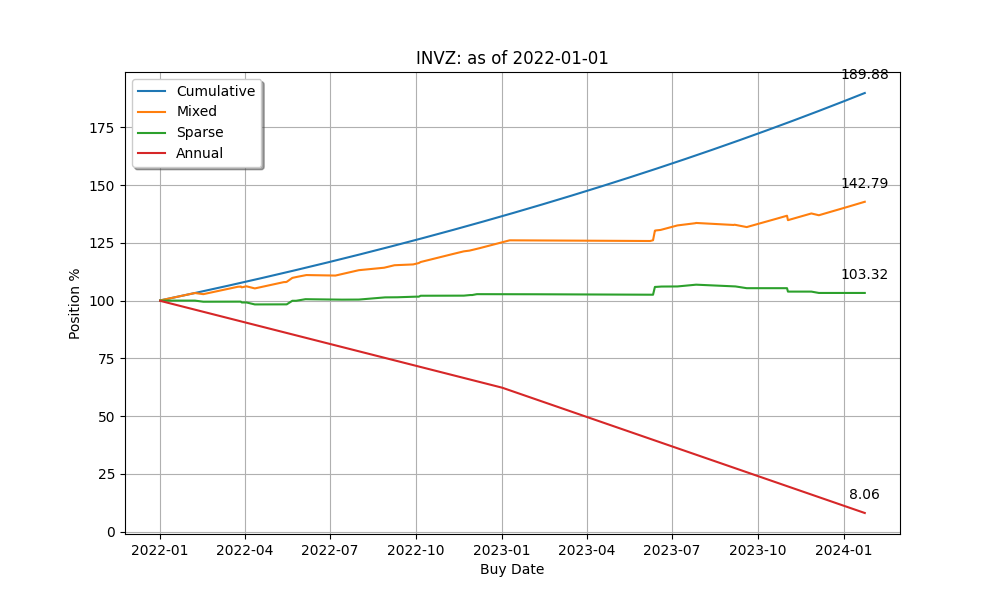 INVZ: as of 2022-01-01
189.88
Cumulative
Mixed
Sparse
Annual
175
150
125
100
75
50
25
0
142.79
103.32
8.06
Position %
2022-01 2022-04 2022-07 2022-10 2023-01 2023-04 2023-07 2023-10 2024-01
Buy Date